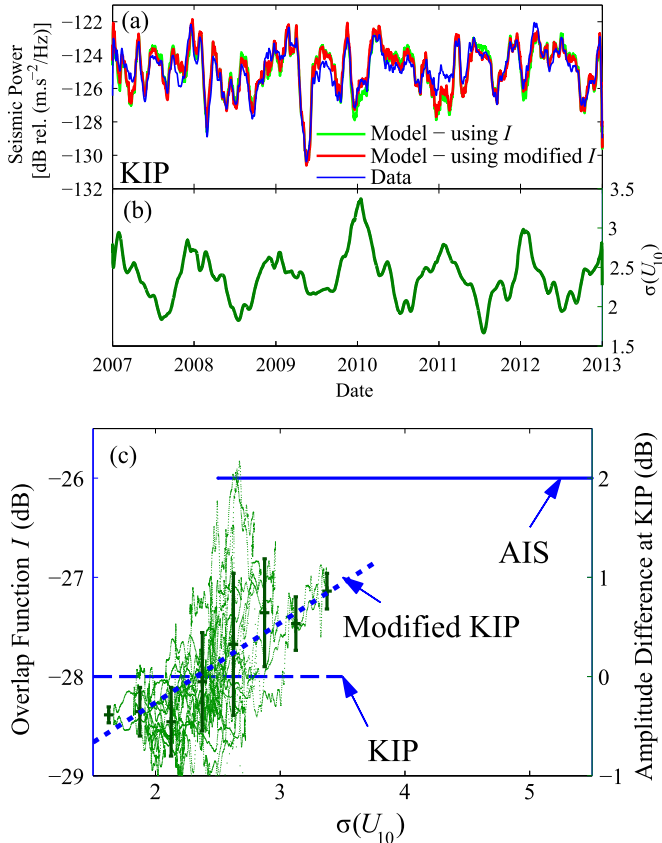 (a)
Seismic Power
[dB rel. (m.s⁻²/Hz)]
−122
−124
−126
−128
−130
−132
KIP
Model − using I
Model − using modified I
Data
(b)
3.5
3
2.5
2
1.5
σ(U₁₀)
2007 2008 2009 2010 2011 2012 2013
Date
(c)
Overlap Function I (dB)
−26
−27
−28
−29
AIS
Modified KIP
KIP
2
1
0
−1
Amplitude Difference at KIP (dB)
2 3 4 5
σ(U₁₀)